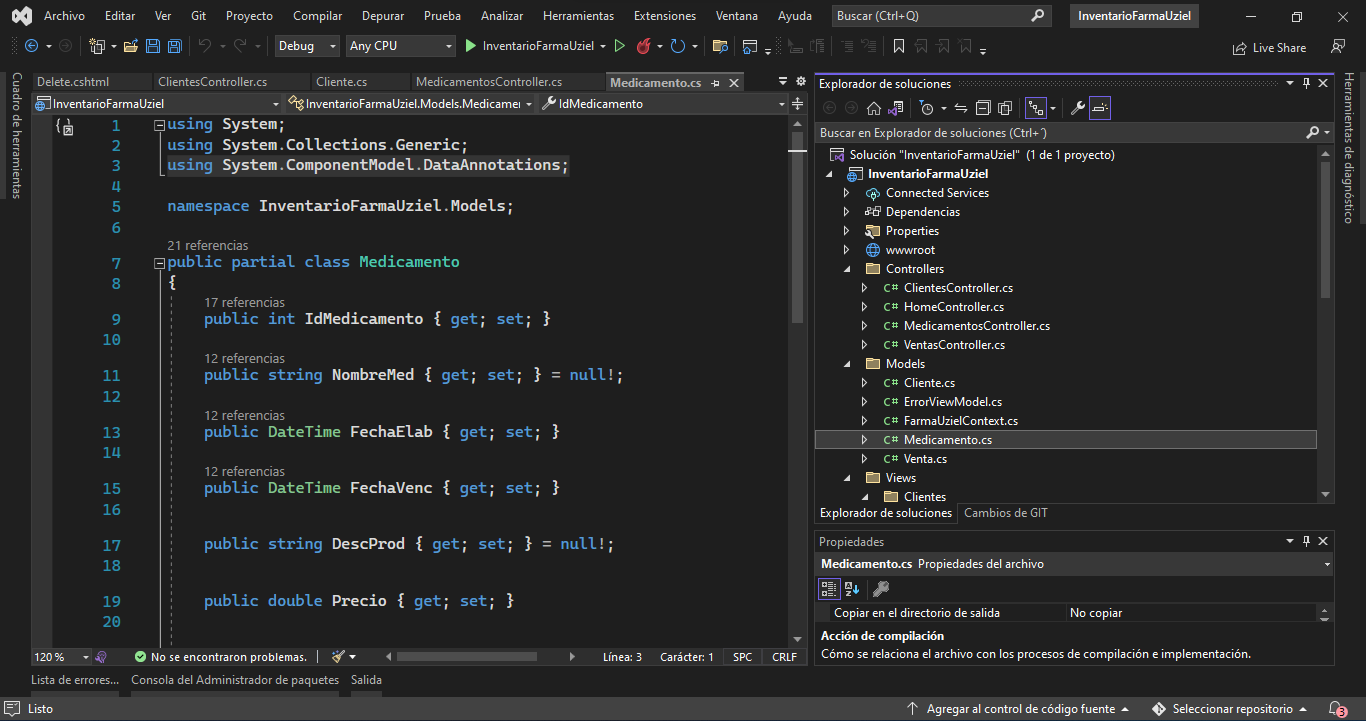 Archivo Editar Ver Git Proyecto Compilar Depurar Prueba Analizar Herramientas Extensiones Ventana Ayuda Buscar (Ctrl+Q) InventarioFarmaUziel
Debug Any CPU InventarioFarmaUziel Live Share
Cuadro de herramientas
Delete.cshtml ClientesController.cs Cliente.cs MedicamentosController.cs Medicamento.cs
InventarioFarmaUziel InventarioFarmaUziel.Models.Medicamen IdMedicamento
1 using System;
2 using System.Collections.Generic;
3 using System.ComponentModel.DataAnnotations;
4
5 namespace InventarioFarmaUziel.Models;
6
21 referencias
7 public partial class Medicamento
8 {
17 referencias
9 public int IdMedicamento { get; set; }
10
12 referencias
11 public string NombreMed { get; set; } = null!;
12
12 referencias
13 public DateTime FechaElab { get; set; }
14
12 referencias
15 public DateTime FechaVenc { get; set; }
16
17 public string DescProd { get; set; } = null!;
18
19 public double Precio { get; set; }
20
120 % No se encontraron problemas. Línea: 3 Carácter: 1 SPC CRLF
Explorador de soluciones
Buscar en Explorador de soluciones (Ctrl+´)
Solución "InventarioFarmaUziel" (1 de 1 proyecto)
InventarioFarmaUziel
Connected Services
Dependencias
Properties
wwwroot
Controllers
C# ClientesController.cs
C# HomeController.cs
C# MedicamentosController.cs
C# VentasController.cs
Models
C# Cliente.cs
C# ErrorViewModel.cs
C# FarmaUzielContext.cs
C# Medicamento.cs
C# Venta.cs
Views
Clientes
Explorador de soluciones Cambios de GIT
Propiedades
Medicamento.cs Propiedades del archivo
Copiar en el directorio de salida No copiar
Acción de compilación
Cómo se relaciona el archivo con los procesos de compilación e implementación.
Herramientas de diagnóstico
Lista de errores... Consola del Administrador de paquetes Salida
Listo Agregar al control de código fuente Seleccionar repositorio 3